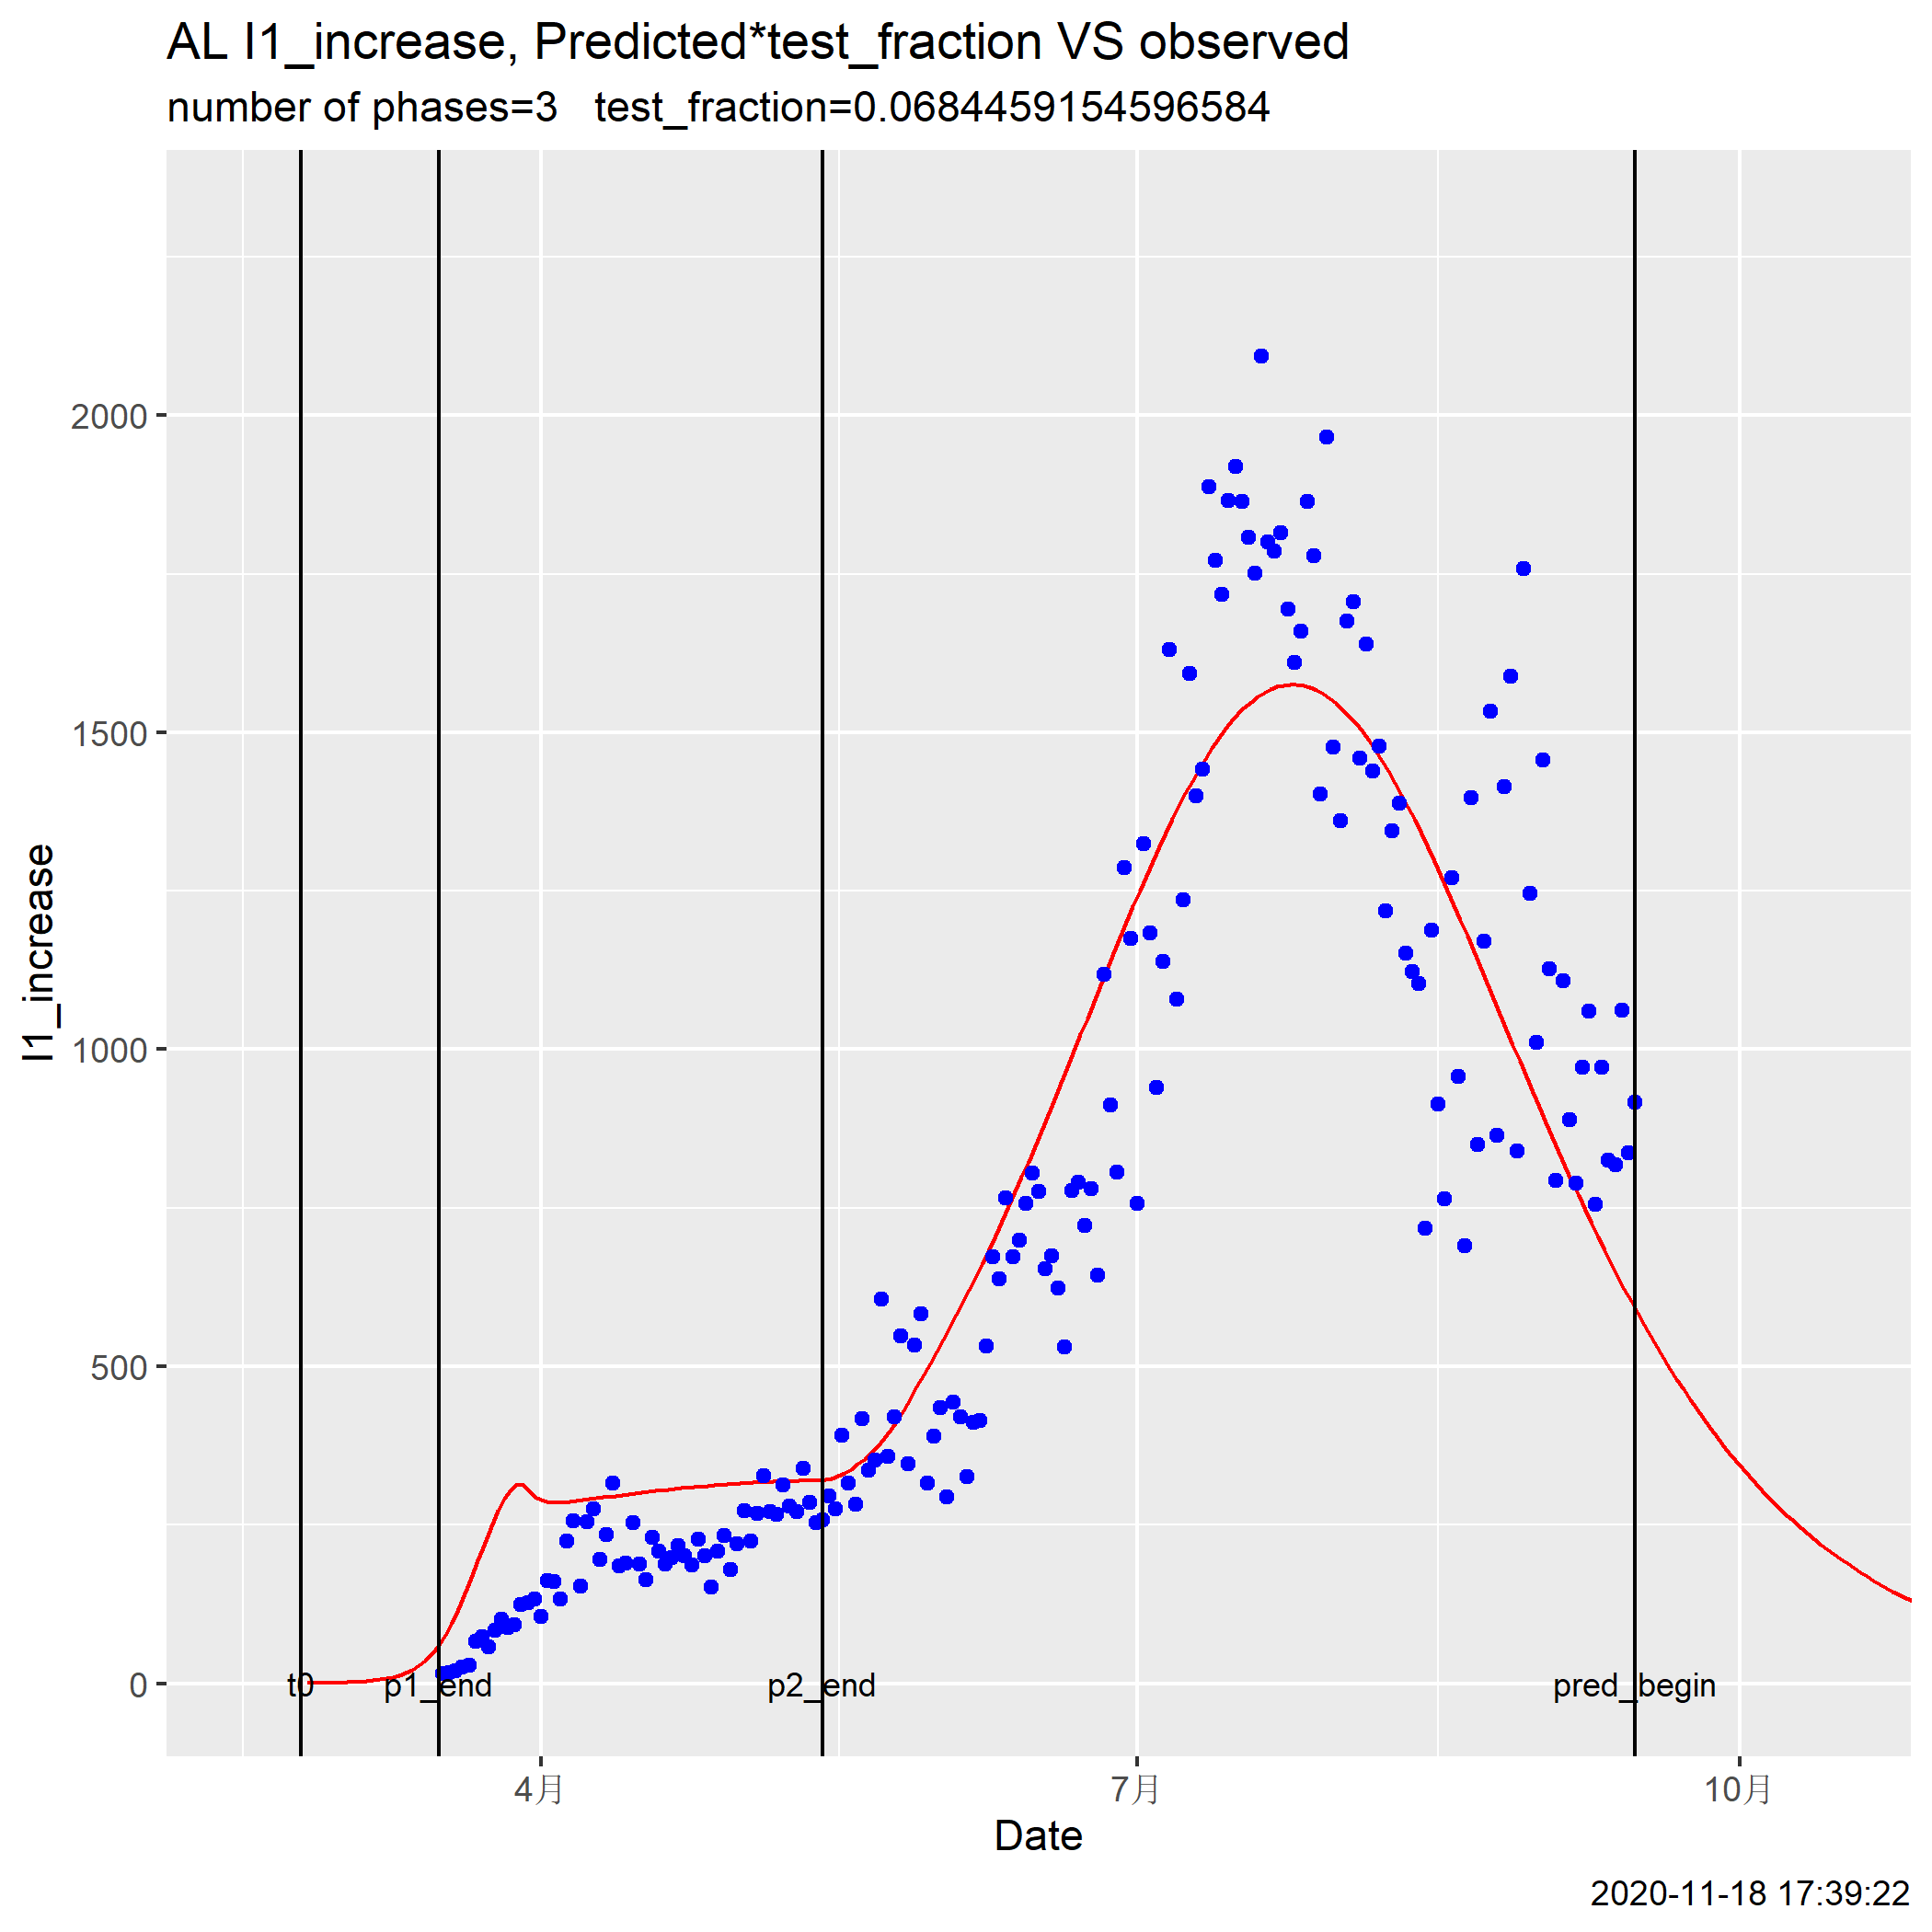 AL I1_increase, Predicted*test_fraction VS observed
number of phases=3   test_fraction=0.0684459154596584
I1_increase
2000
1500
1000
500
0
t0
p1_end
p2_end
pred_begin
4月
7月
10月
Date
2020-11-18 17:39:22